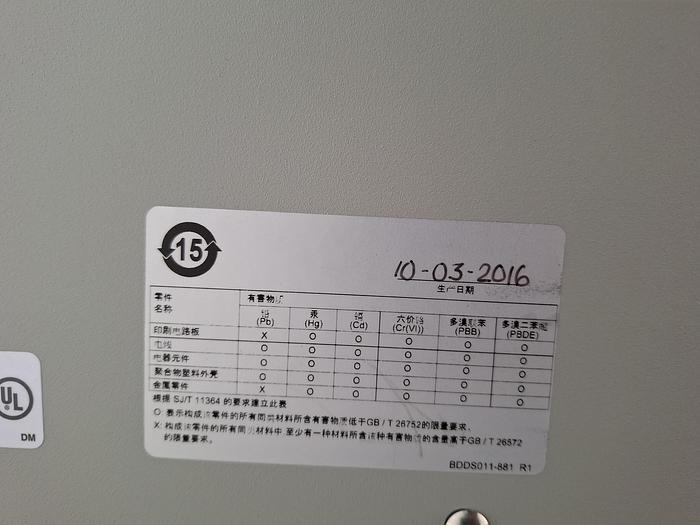 15
10-03-2016
生产日期
零件
名称
有害物质
铅 汞 镉 六价铬 多溴联苯 多溴二苯醚
(Pb) (Hg) (Cd) (Cr(VI)) (PBB) (PBDE)
印刷电路板 X O O O O O
电线 O O O O O O
电器元件 O O O O O O
聚合物塑料外壳 O O O O O O
金属零件 X O O O O O
根据 SJ/T 11364 的要求建立此表
O: 表示构成该零件的所有同类材料所含有害物质低于GB / T 26752的限量要求、
X: 构成该零件的所有同类材料中 至少有一种材料所含该种有害物质的含量高于GB / T 26572
的限量要求。
BDDS011-881 R1
UL
DM